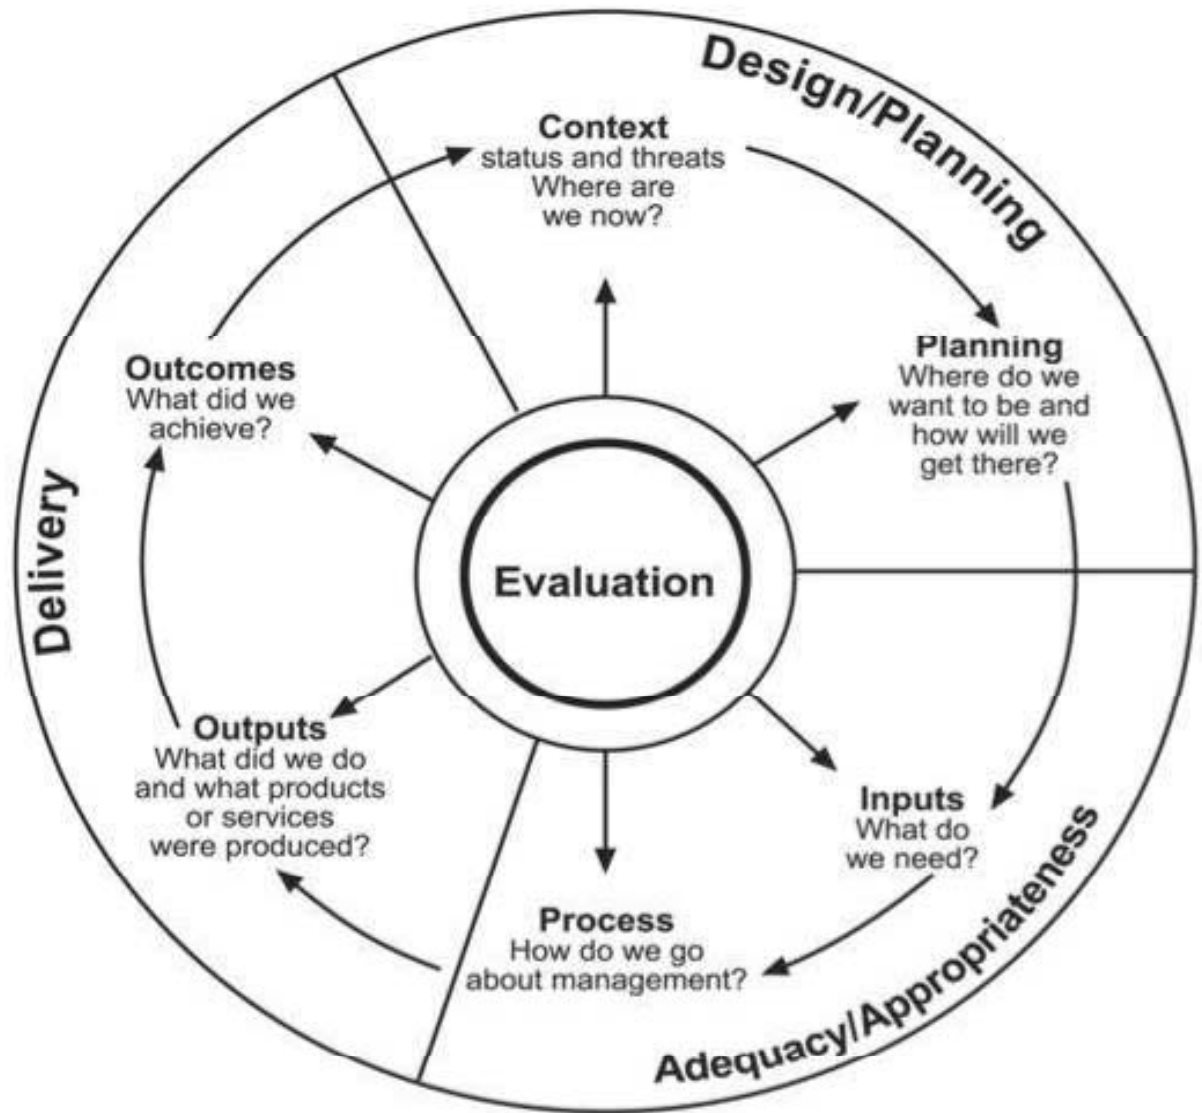 Design/Planning
Context
status and threats
Where are
we now?
Planning
Where do we
want to be and
how will we
get there?
Inputs
What do
we need?
Adequacy/Appropriateness
Process
How do we go
about management?
Outputs
What did we do
and what products
or services
were produced?
Delivery
Outcomes
What did we
achieve?
Evaluation